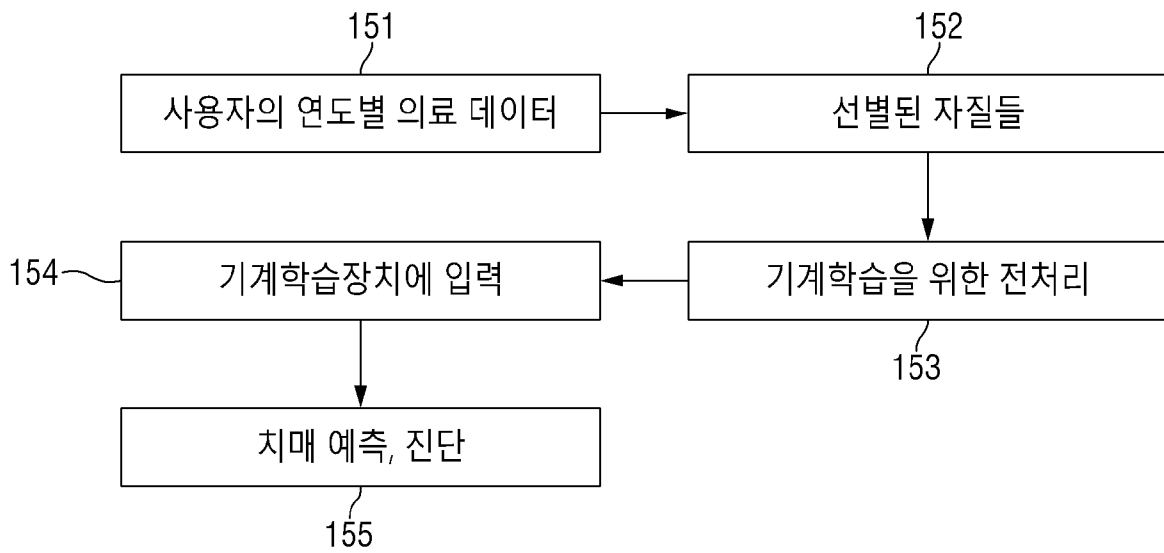 151
사용자의 연도별 의료 데이터
152
선별된 자질들
154
기계학습장치에 입력
기계학습을 위한 전처리
153
치매 예측, 진단
155